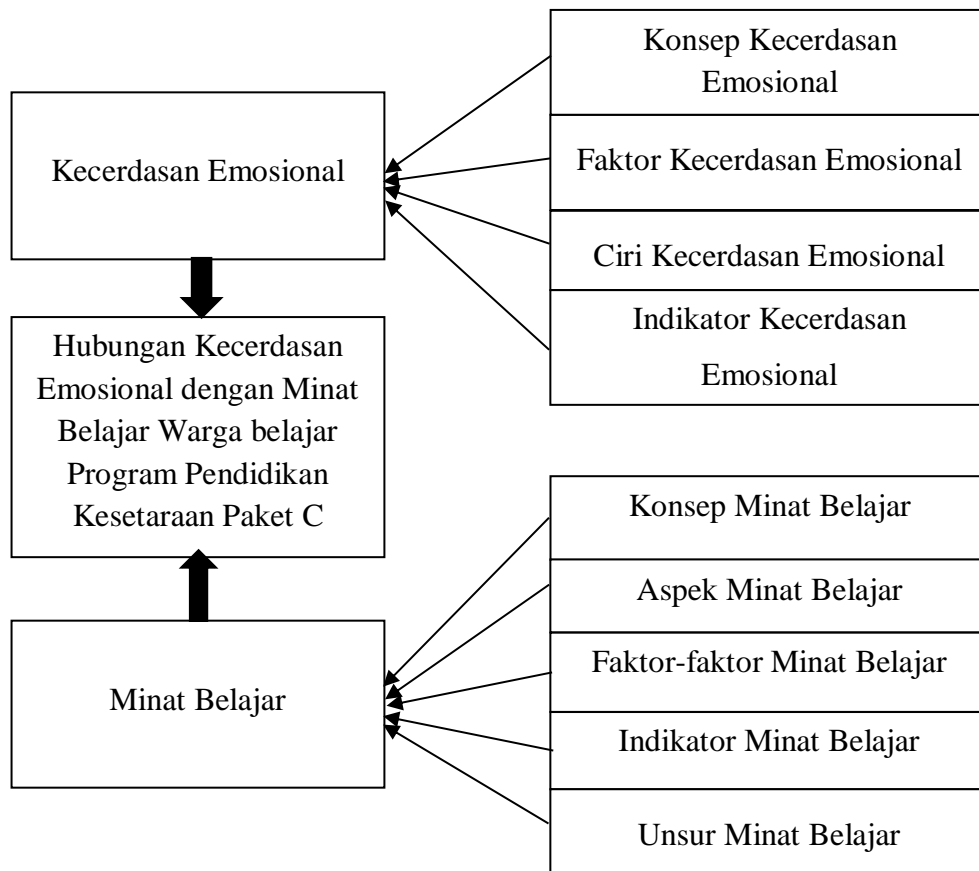 Kecerdasan Emosional
Hubungan Kecerdasan
Emosional dengan Minat
Belajar Warga belajar
Program Pendidikan
Kesetaraan Paket C
Minat Belajar
Konsep Kecerdasan
Emosional
Faktor Kecerdasan Emosional
Ciri Kecerdasan Emosional
Indikator Kecerdasan
Emosional
Konsep Minat Belajar
Aspek Minat Belajar
Faktor-faktor Minat Belajar
Indikator Minat Belajar
Unsur Minat Belajar